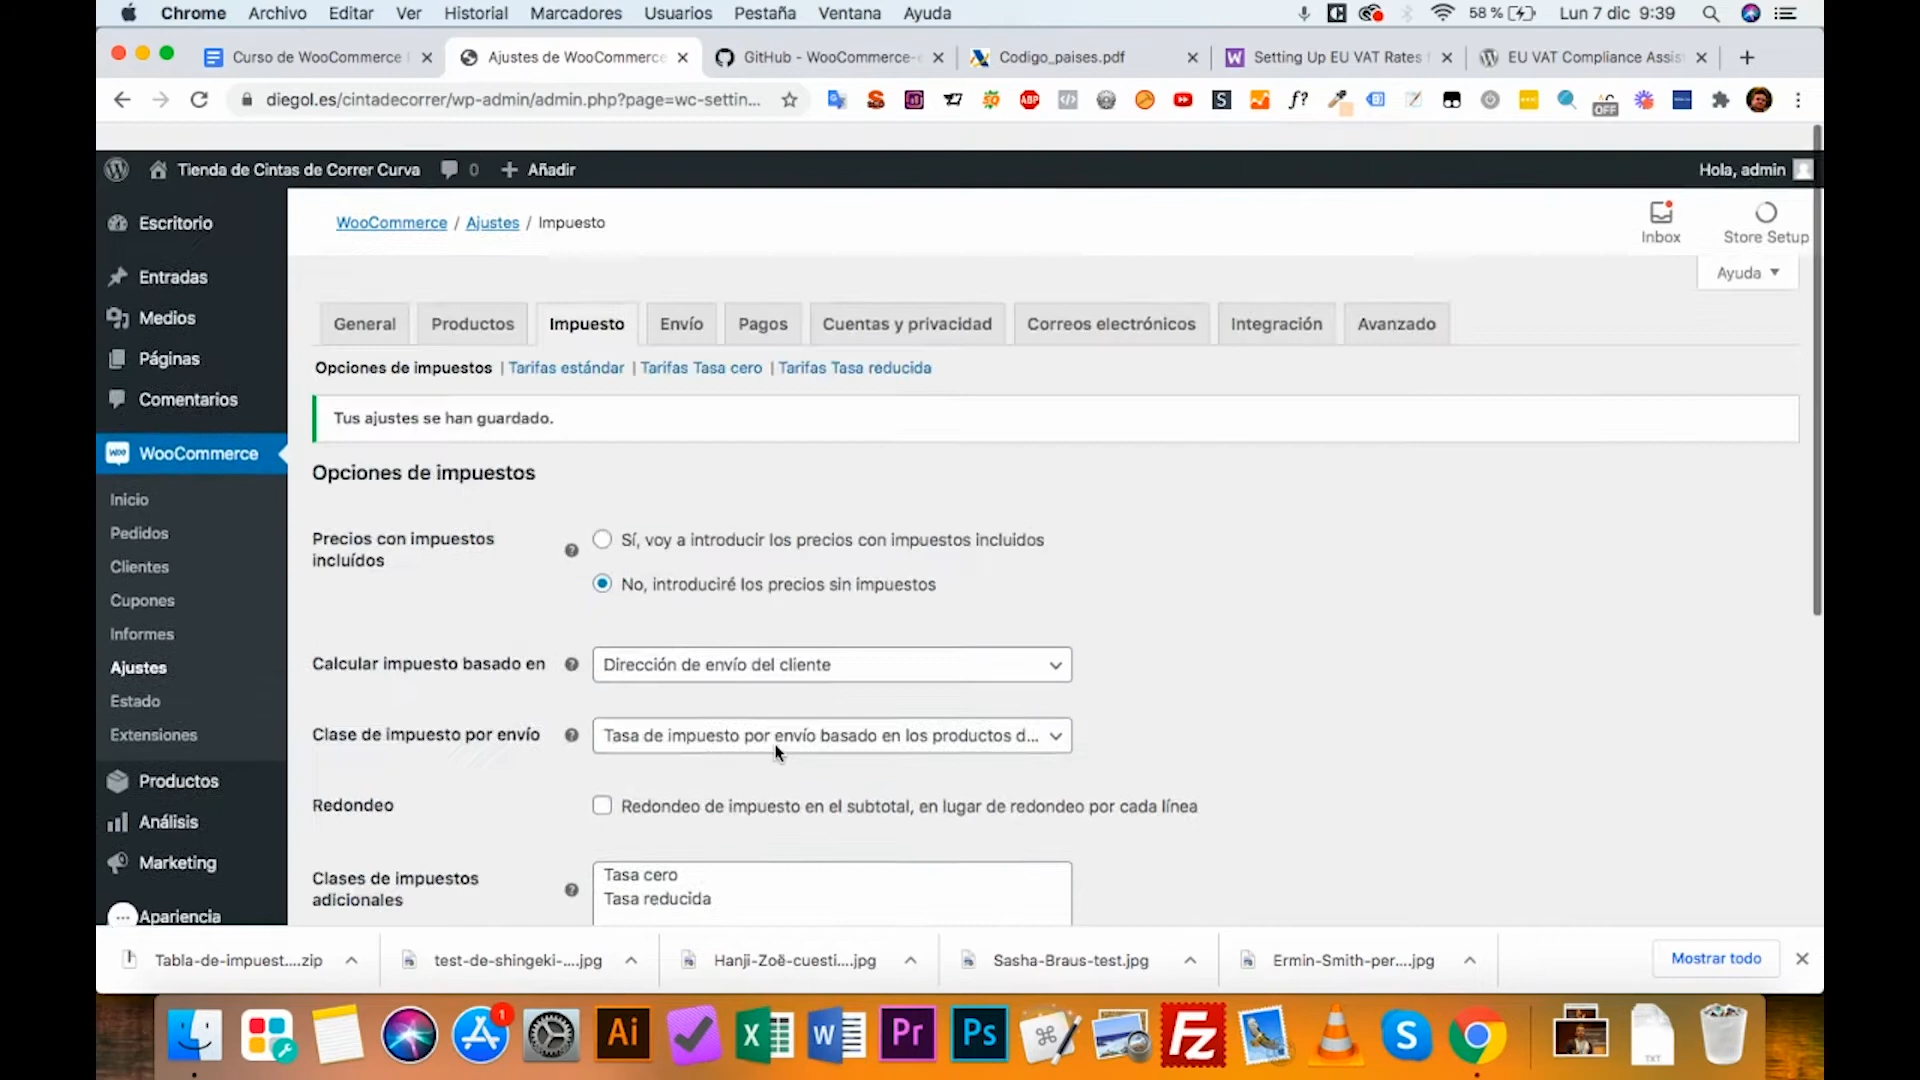 Chrome Archivo Editar Ver Historial Marcadores Usuarios Pestaña Ventana Ayuda 58 % Lun 7 dic 9:39
Curso de WooCommerce Ajustes de WooCommerce GitHub - WooCommerce- Codigo_paises.pdf Setting Up EU VAT Rates EU VAT Compliance Assis
diegol.es/cintadecorrer/wp-admin/admin.php?page=wc-settin... ABP S f? OFF
Tienda de Cintas de Correr Curva 0 + Añadir Hola, admin
Escritorio
Entradas
Medios
Páginas
Comentarios
WooCommerce
Inicio
Pedidos
Clientes
Cupones
Informes
Ajustes
Estado
Extensiones
Productos
Análisis
Marketing
Apariencia
WooCommerce / Ajustes / Impuesto
Inbox
Store Setup
Ayuda
General Productos Impuesto Envío Pagos Cuentas y privacidad Correos electrónicos Integración Avanzado
Opciones de impuestos | Tarifas estándar | Tarifas Tasa cero | Tarifas Tasa reducida
Tus ajustes se han guardado.
Opciones de impuestos
Precios con impuestos
incluídos
Sí, voy a introducir los precios con impuestos incluidos
No, introduciré los precios sin impuestos
Calcular impuesto basado en Dirección de envío del cliente
Clase de impuesto por envío Tasa de impuesto por envío basado en los productos d...
Redondeo Redondeo de impuesto en el subtotal, en lugar de redondeo por cada línea
Clases de impuestos
adicionales
Tasa cero
Tasa reducida
Tabla-de-impuest....zip test-de-shingeki-....jpg Hanji-Zoë-cuesti....jpg Sasha-Braus-test.jpg Ermin-Smith-per....jpg Mostrar todo
1 Ai Pr Ps Fz S TXT